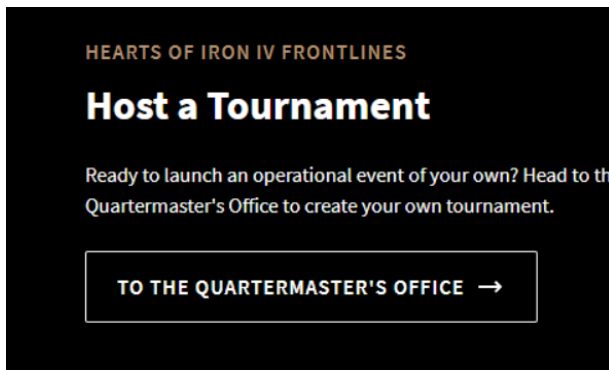 HEARTS OF IRON IV FRONTLINES
Host a Tournament
Ready to launch an operational event of your own? Head to th
Quartermaster's Office to create your own tournament.
TO THE QUARTERMASTER'S OFFICE →